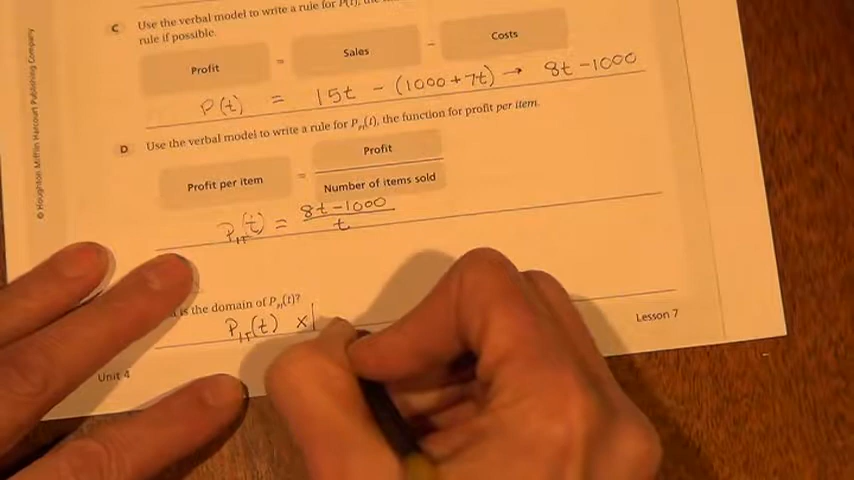 © Houghton Mifflin Harcourt Publishing Company
C Use the verbal model to write a rule for P(t), the
rule if possible.
Profit = Sales - Costs
P(t) = 15t - (1000+7t) → 8t-1000
D Use the verbal model to write a rule for PPI(t), the function for profit per item.
Profit per item = Profit
Number of items sold
PIT(t) = 8t-1000
t
is the domain of PPI(t)?
PIT(t) x|
Unit 4
Lesson 7